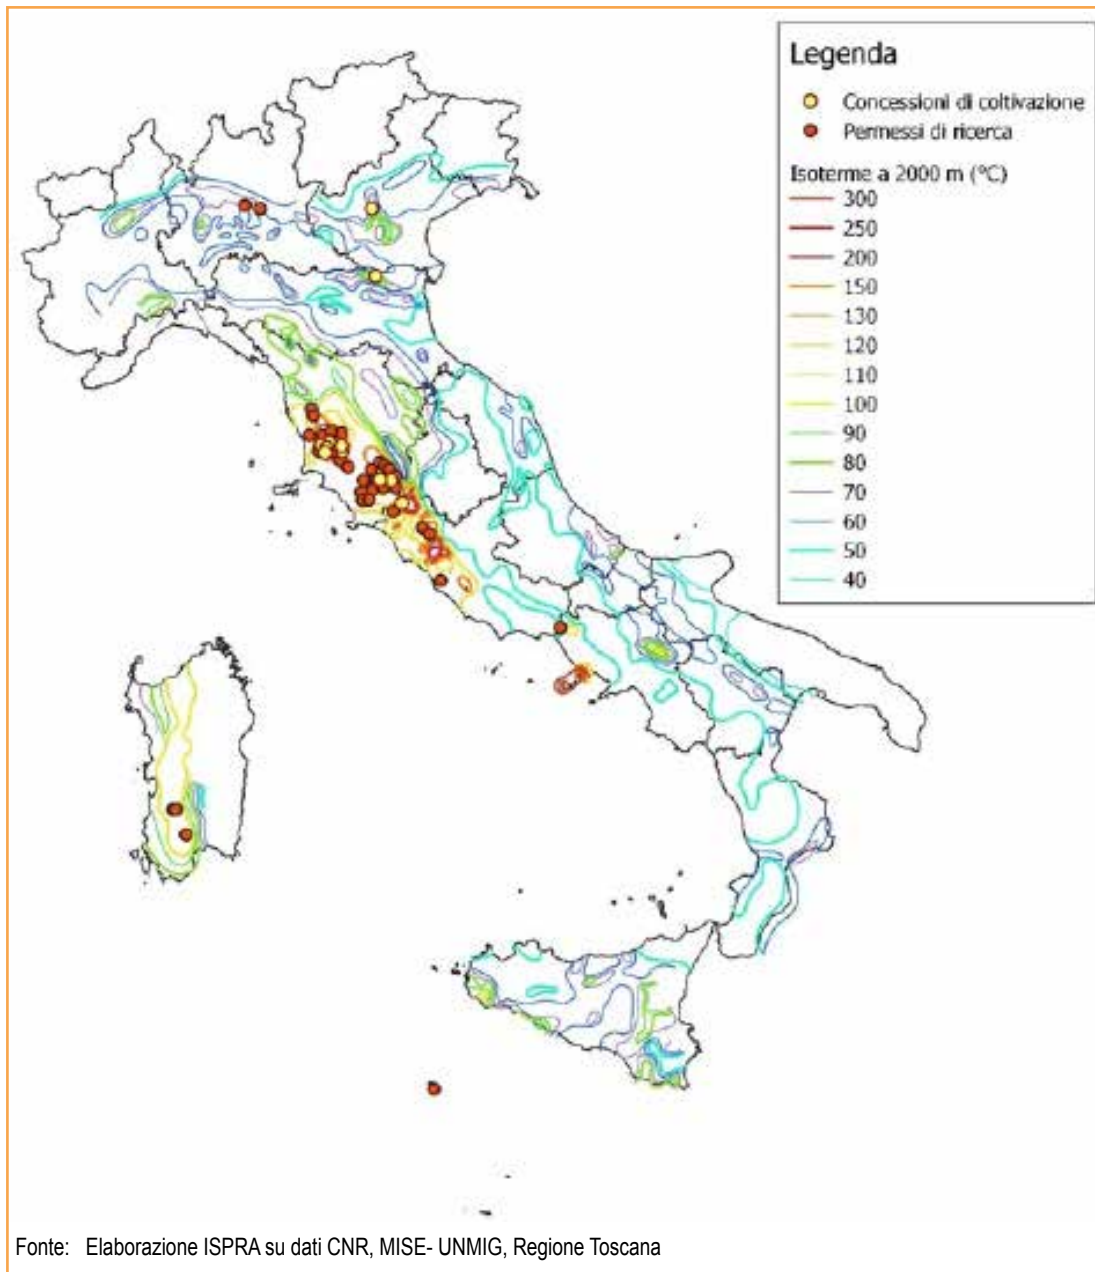 Legenda
Concessioni di coltivazione
Permessi di ricerca
Isoterme a 2000 m (°C)
300
250
200
150
130
120
110
100
90
80
70
60
50
40
Fonte: Elaborazione ISPRA su dati CNR, MISE- UNMIG, Regione Toscana